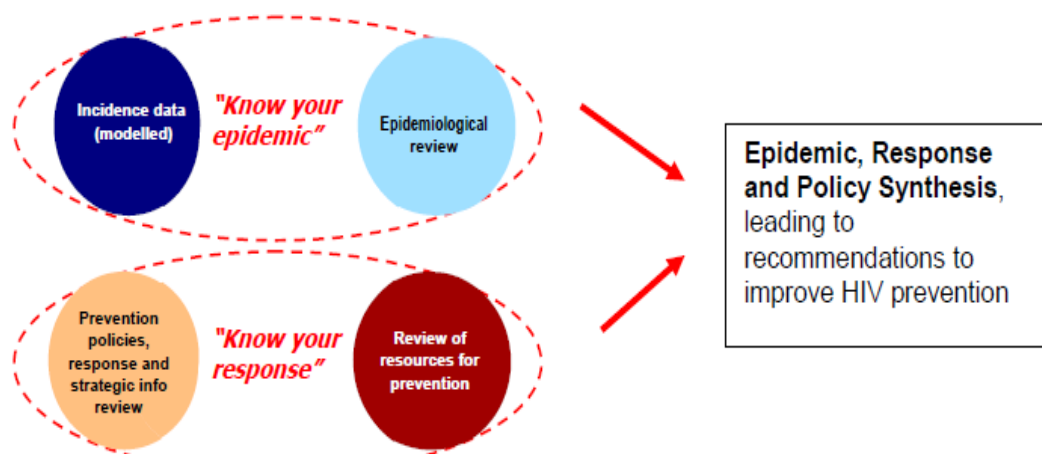 Incidence data
(modelled)
"Know your
epidemic"
Epidemiological
review
Prevention
policies,
response and
strategic info
review
"Know your
response"
Review of
resources for
prevention
Epidemic, Response
and Policy Synthesis,
leading to
recommendations to
improve HIV prevention